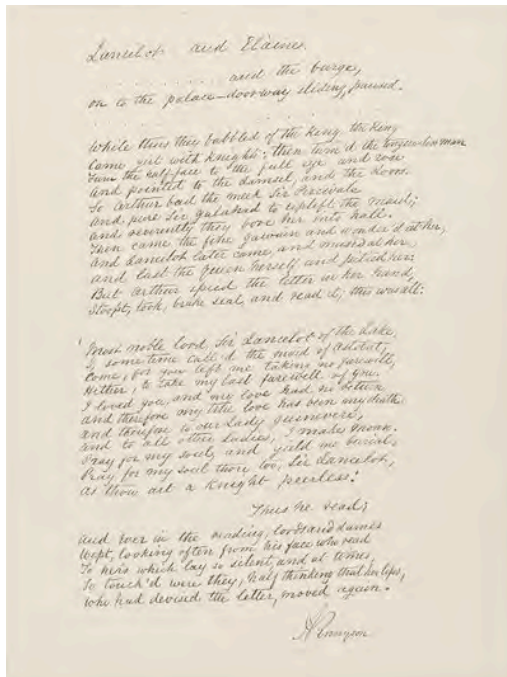 Lancelot and Elaine.
. . . . . . . . and the barge,
on to the palace-doorway sliding, paused.
While thus they babbled of the King, the King
Came girt with knights: then turn'd the tongueless man
From the half-face to the full eye and rose
And pointed to the damsel, and the doors.
So Arthur bad the meek Sir Percivale
And pure Sir Galahad to uplift the maid;
And reverently they bore her into hall.
Then came the fine Gawain and wonder'd at her,
And Lancelot later came, and mused at her,
And last the Queen herself, and pitied her:
But Arthur spied the letter in her hand,
Stoopt, took, brake seal, and read it; this was all:
'Most noble lord, Sir Lancelot of the Lake,
I, sometime call'd the maid of Astolat,
Come, for you left me taking no farewell,
Hither, to take my last farewell of you.
I loved you, and my love had no return,
And therefore my true love has been my death.
And therefore to our Lady Guinevere,
And to all other ladies, I make moan.
Pray for my soul, and yield me burial,
Pray for my soul thou too, Sir Lancelot,
As thou art a knight peerless.'
Thus he read;
And ever in the reading, lords and dames
Wept, looking often from his face who read
To hers which lay so silent, and at times,
So touch'd were they, half thinking that her lips,
Who had devised the letter, moved again.
A Tennyson